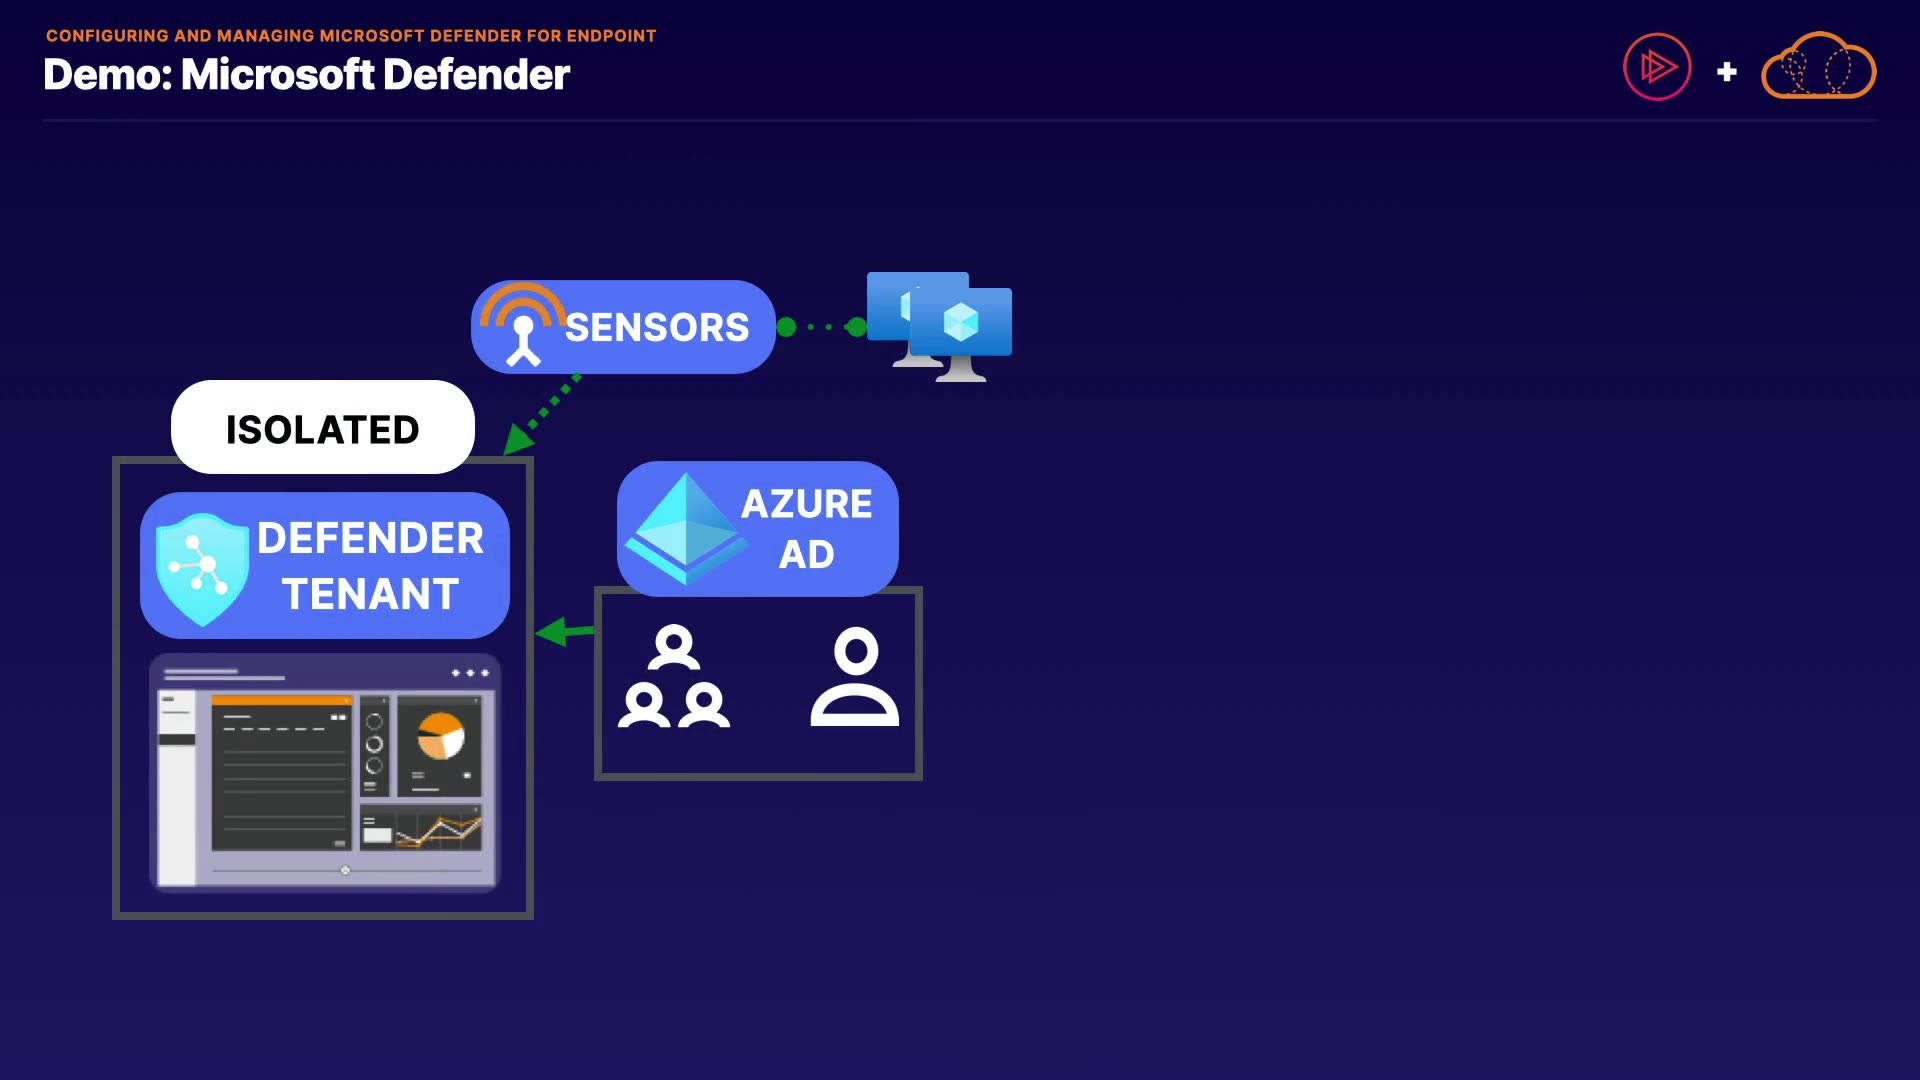 CONFIGURING AND MANAGING MICROSOFT DEFENDER FOR ENDPOINT
Demo: Microsoft Defender
SENSORS
ISOLATED
DEFENDER
TENANT
AZURE
AD